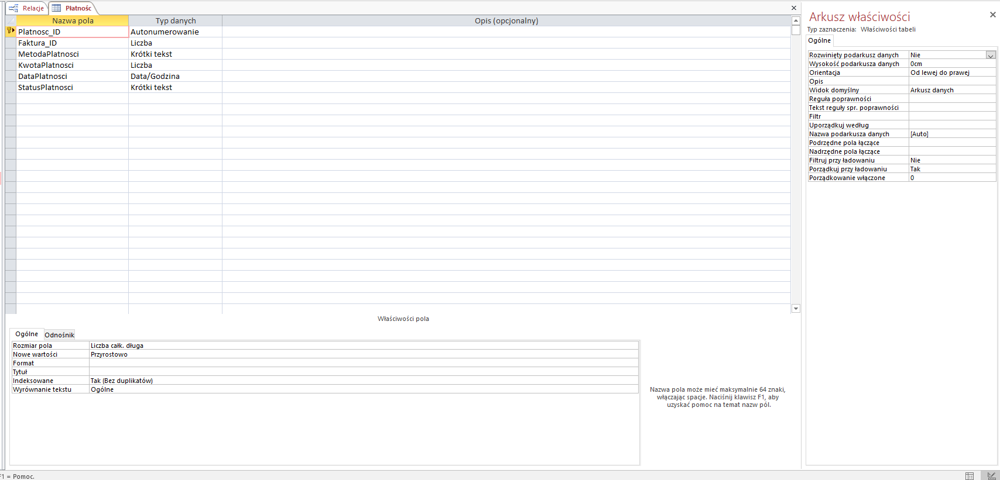 Relacje
Płatnośc
Nazwa pola
Typ danych
Opis (opcjonalny)
Platnosc_ID
Autonumerowanie
Faktura_ID
Liczba
MetodaPlatnosci
Krótki tekst
KwotaPlatnosci
Liczba
DataPlatnosci
Data/Godzina
StatusPlatnosci
Krótki tekst
Właściwości pola
Ogólne
Odnośnik
Rozmiar pola
Liczba całk. długa
Nowe wartości
Przyrostowo
Format
Tytuł
Indeksowane
Tak (Bez duplikatów)
Wyrównanie tekstu
Ogólne
Nazwa pola może mieć maksymalnie 64 znaki,
włączając spacje. Naciśnij klawisz F1, aby
uzyskać pomoc na temat nazw pól.
Arkusz właściwości
Typ zaznaczenia: Właściwości tabeli
Ogólne
Rozwinięty podarkusz danych
Nie
Wysokość podarkusza danych
0cm
Orientacja
Od lewej do prawej
Opis
Widok domyślny
Arkusz danych
Reguła poprawności
Tekst reguły spr. poprawności
Filtr
Uporządkuj według
Nazwa podarkusza danych
[Auto]
Podrzędne pola łączące
Nadrzędne pola łączące
Filtruj przy ładowaniu
Nie
Porządkuj przy ładowaniu
Tak
Porządkowanie włączone
0
F1 = Pomoc.